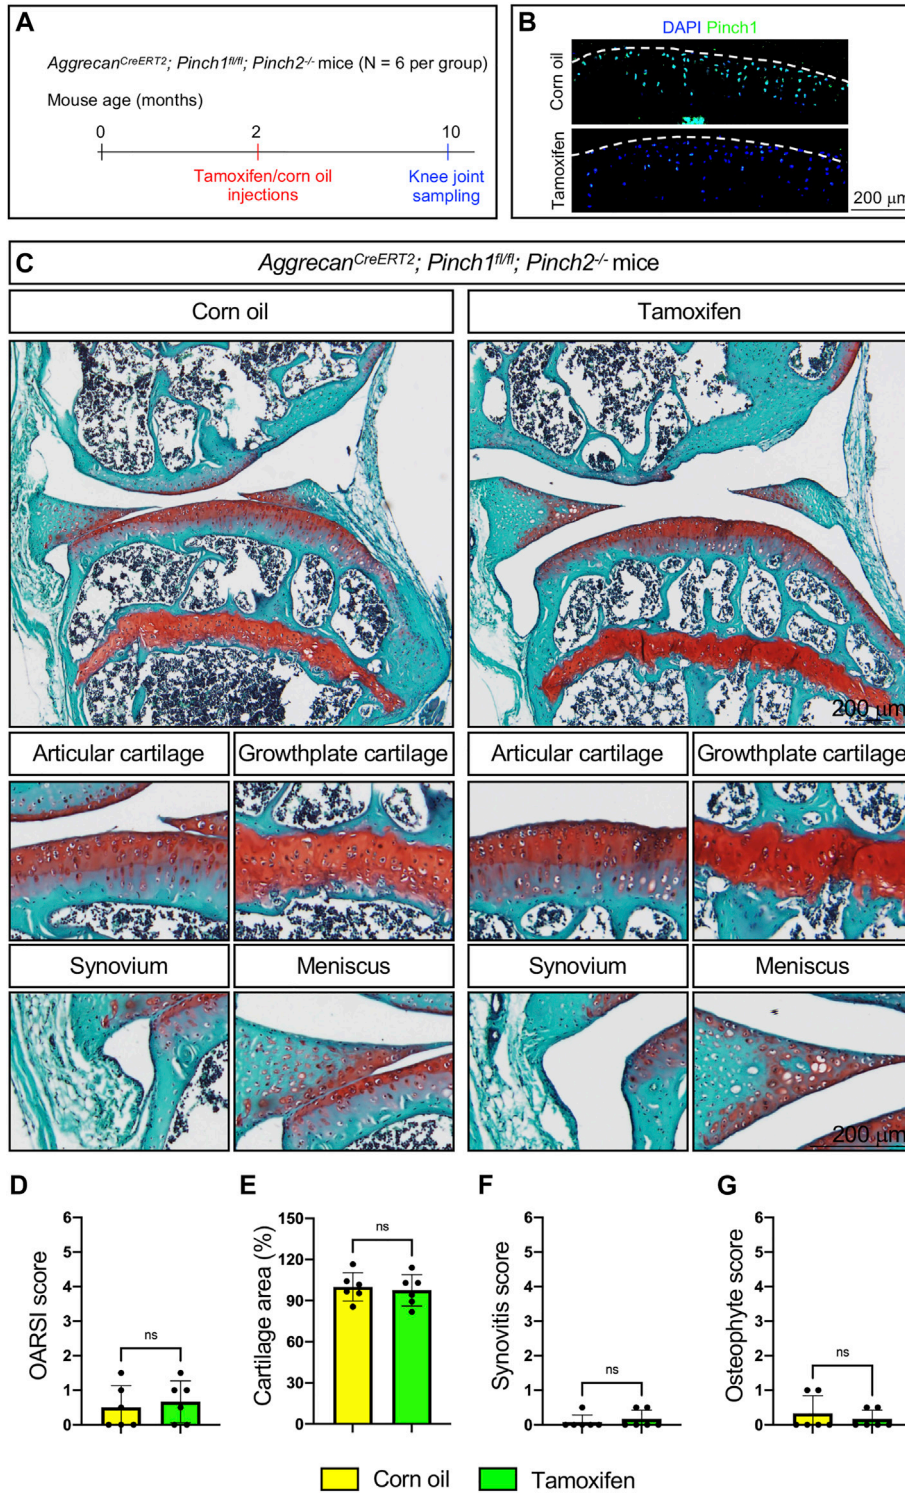 A
Aggrecan^CreERT2; Pinch1^fl/fl; Pinch2^-/- mice (N = 6 per group)
Mouse age (months)
0 2 10
Tamoxifen/corn oil
injections
Knee joint
sampling
B
DAPI Pinch1
Corn oil
Tamoxifen
200 μm
C
Aggrecan^CreERT2; Pinch1^fl/fl; Pinch2^-/- mice
Corn oil
Tamoxifen
200 μm
Articular cartilage
Growthplate cartilage
Articular cartilage
Growthplate cartilage
Synovium
Meniscus
Synovium
Meniscus
200 μm
D
OARSI score
6
5
4
3
2
1
0
ns
E
Cartilage area (%)
150
120
90
60
30
0
ns
F
Synovitis score
6
5
4
3
2
1
0
ns
G
Osteophyte score
6
5
4
3
2
1
0
ns
Corn oil
Tamoxifen